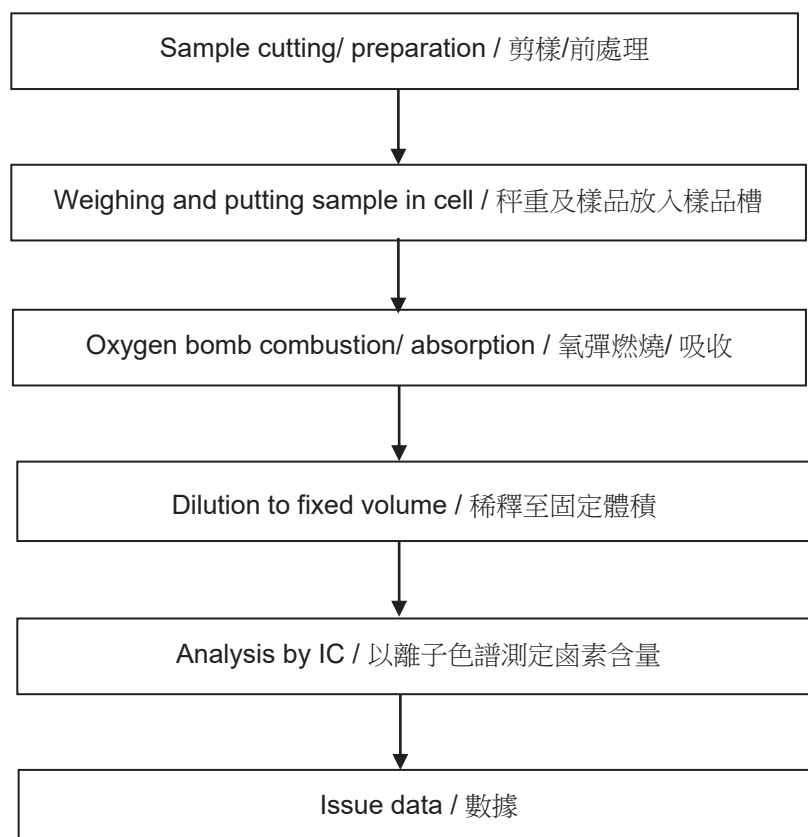 Sample cutting/ preparation / 剪樣/前處理
Weighing and putting sample in cell / 秤重及樣品放入樣品槽
Oxygen bomb combustion/ absorption / 氧彈燃燒/ 吸收
Dilution to fixed volume / 稀釋至固定體積
Analysis by IC / 以離子色譜測定鹵素含量
Issue data / 數據